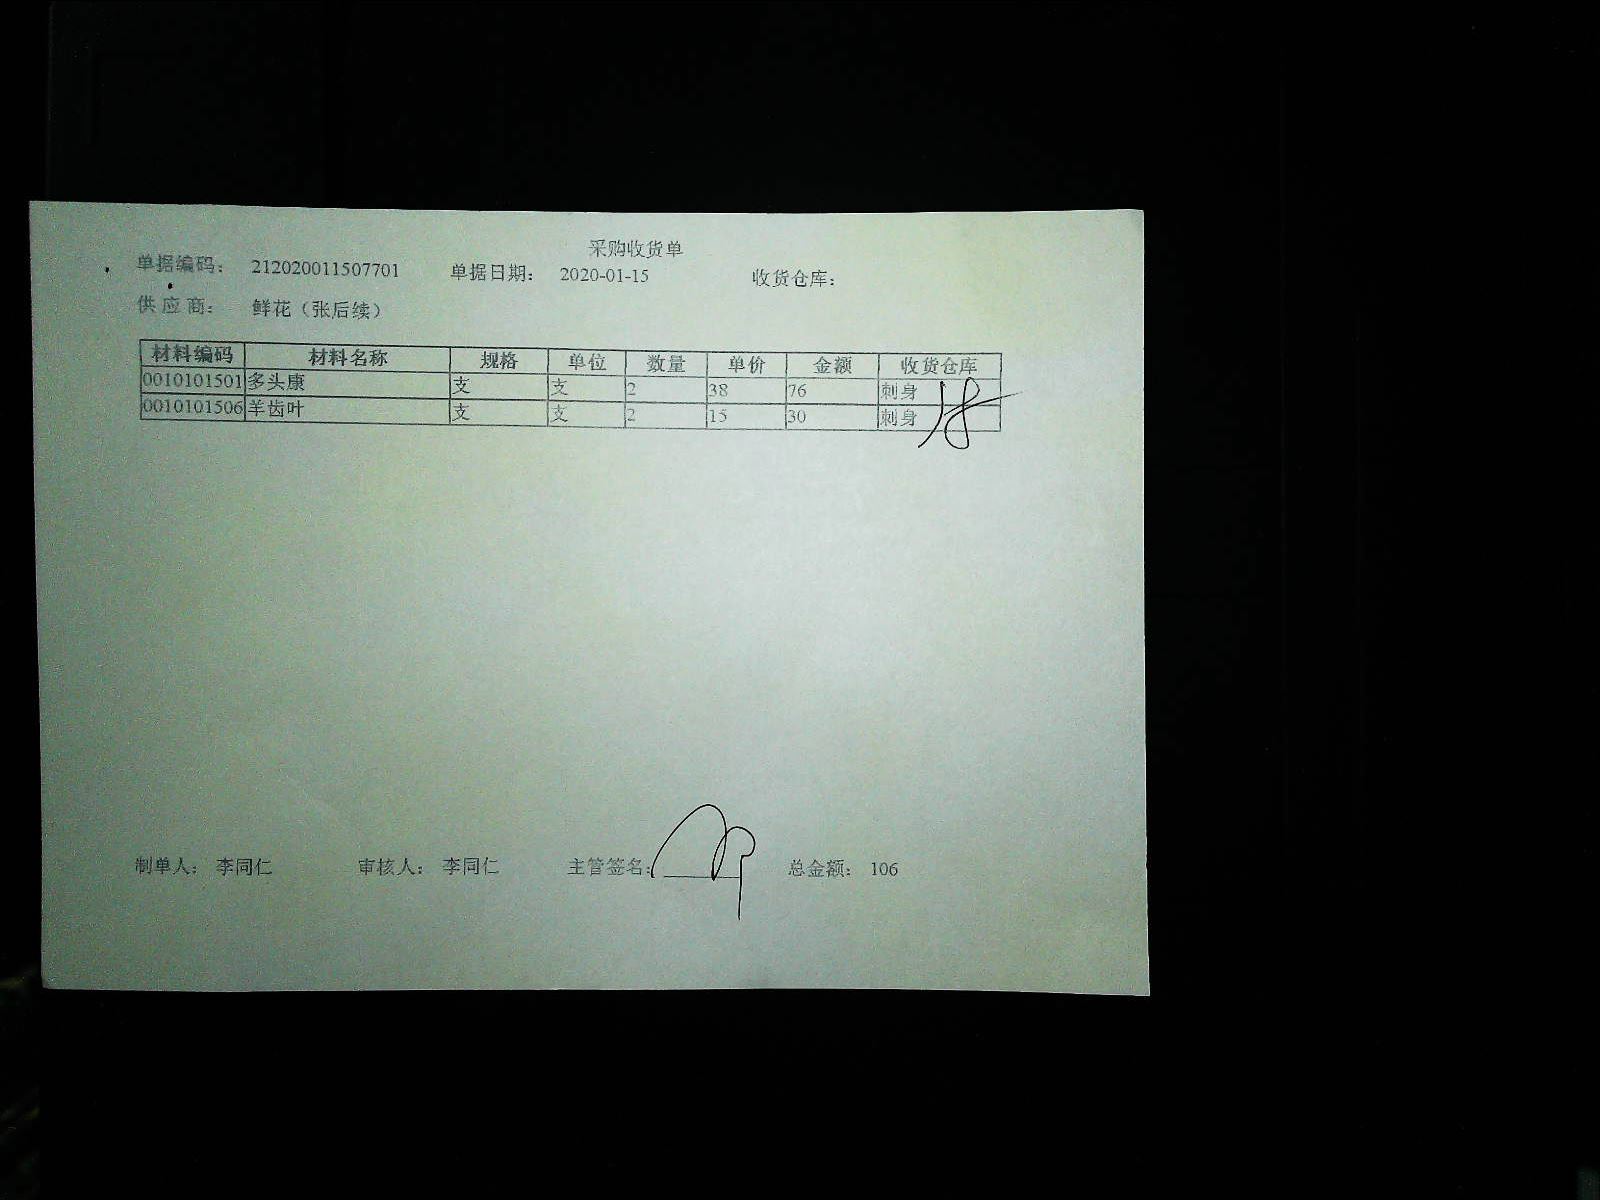 采购收货单
单据编码： 212020011507701 单据日期： 2020-01-15 收货仓库：
供应商： 鲜花（张后续）
材料编码 材料名称 规格 单位 数量 单价 金额 收货仓库
0010101501 多头康 支 支 2 38 76 刺身
0010101506 羊齿叶 支 支 2 15 30 刺身
制单人： 李同仁 审核人： 李同仁 主管签名： 总金额： 106